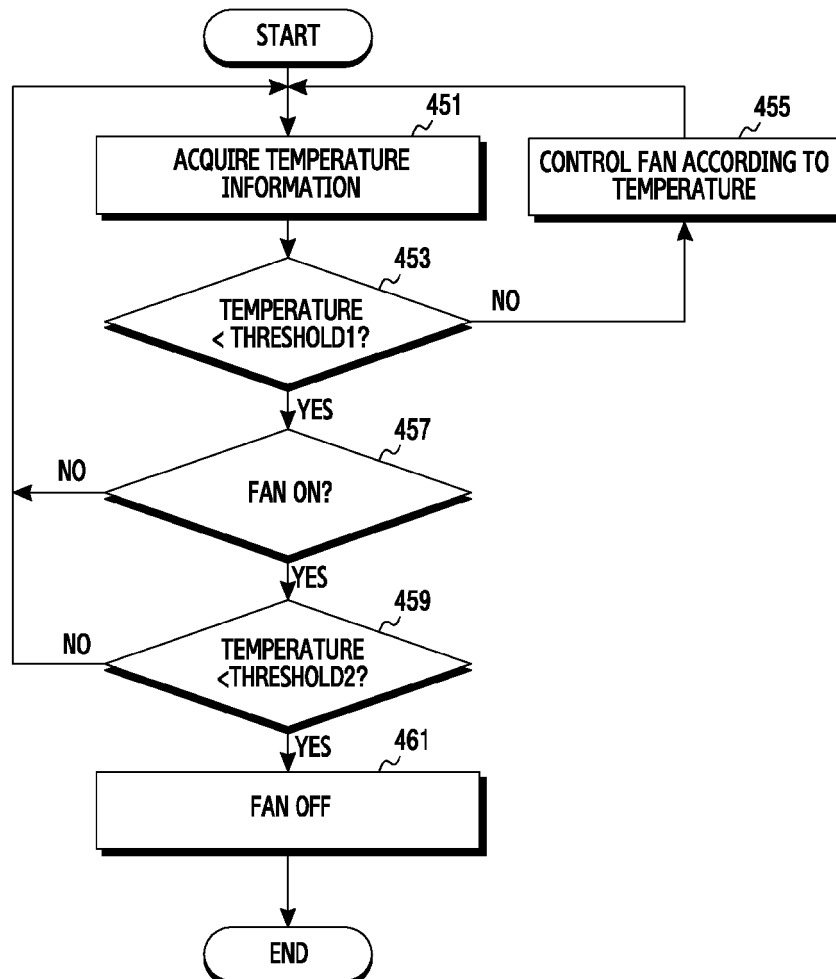 START
451
ACQUIRE TEMPERATURE
INFORMATION
455
CONTROL FAN ACCORDING TO
TEMPERATURE
453
TEMPERATURE
< THRESHOLD1?
NO
YES
457
FAN ON?
NO
YES
459
TEMPERATURE
<THRESHOLD2?
NO
YES
461
FAN OFF
END